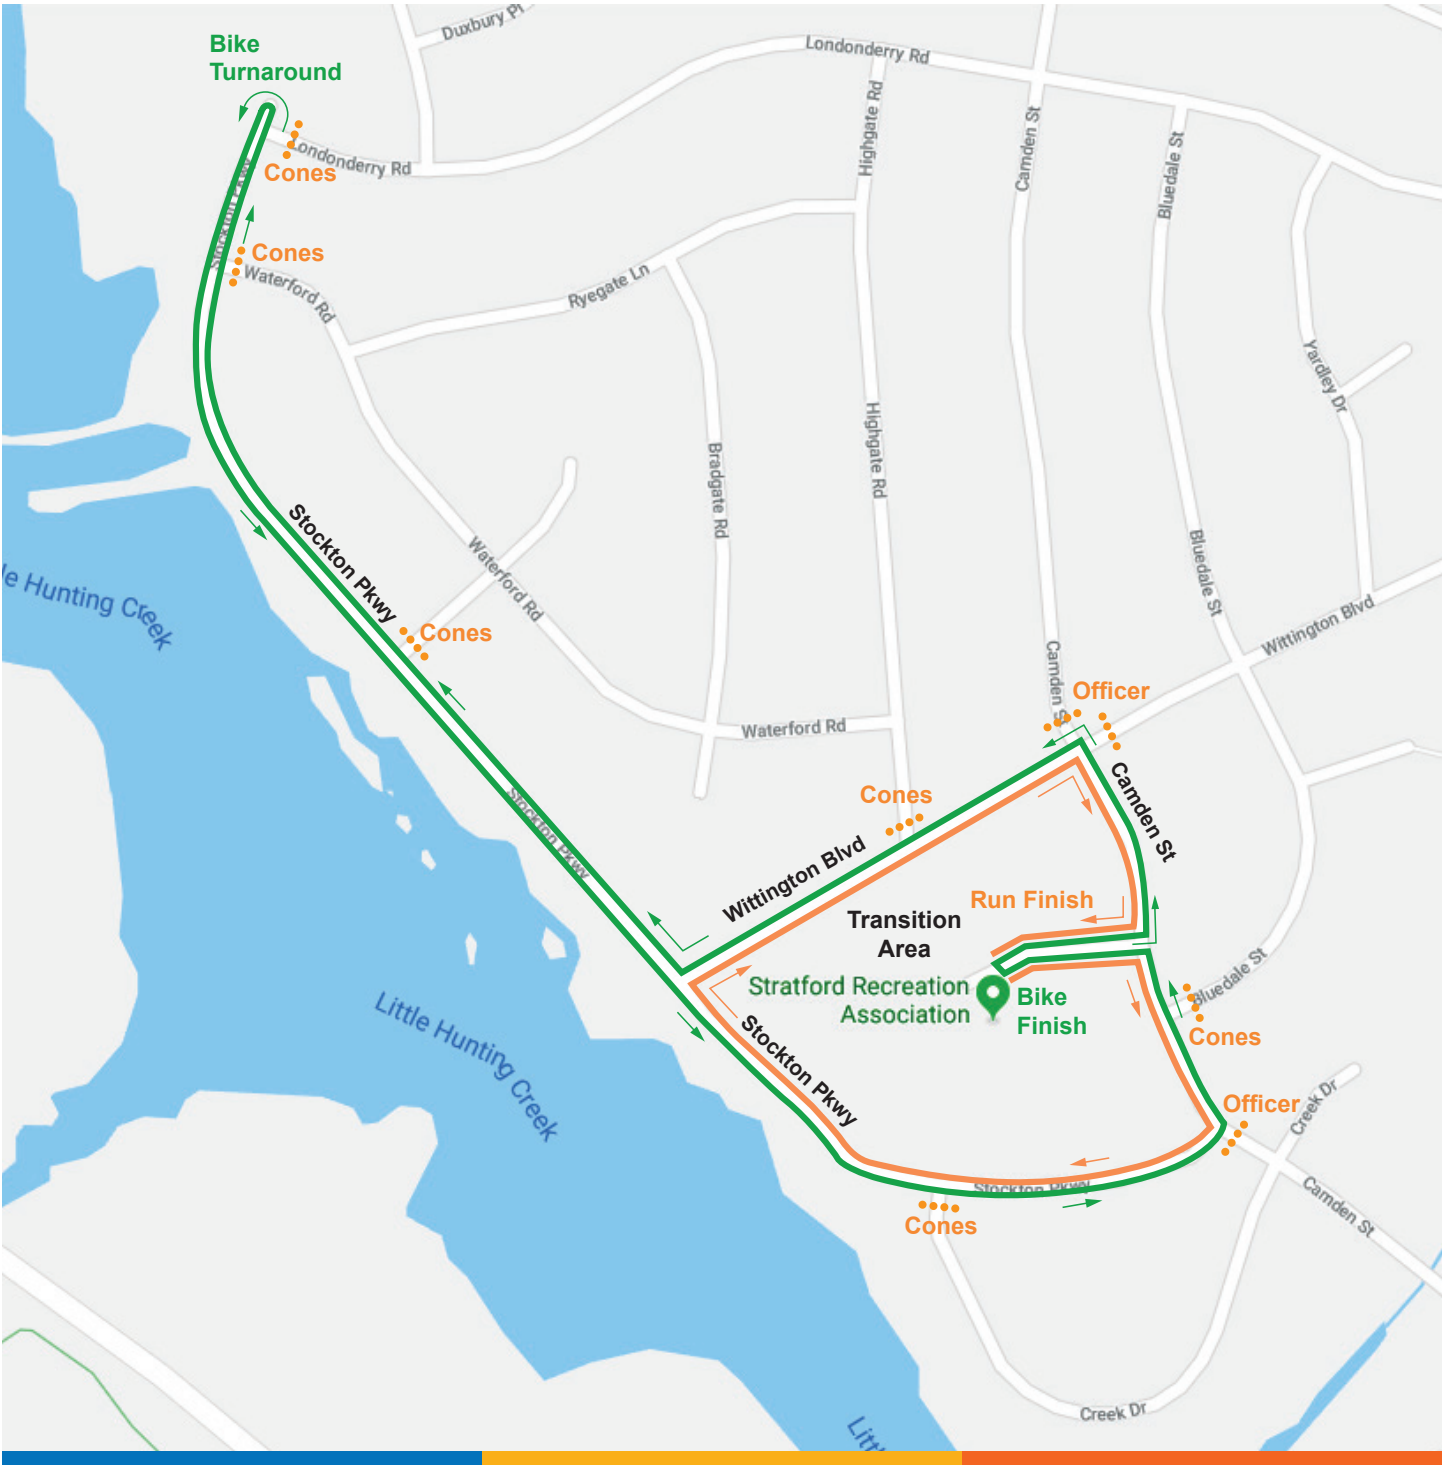 Duxbury Pl
Bike
Turnaround
Londonderry Rd
Londonderry Rd
Cones
Highgate Rd
Camden St
Bluedale St
Stockton Pkwy
Cones
Waterford Rd
Ryegate Ln
Yardley Dr
Highgate Rd
Bradgate Rd
Stockton Pkwy
Waterford Rd
Bluedale St
le Hunting Creek
Cones
Wittington Blvd
Camden St
Officer
Waterford Rd
Cones
Camden St
Stockton Pkwy
Wittington Blvd
Run Finish
Transition
Area
Stratford Recreation
Association
Bike
Finish
Bluedale St
Cones
Little Hunting Creek
Stockton Pkwy
Officer
Creek Dr
Stockton Pkwy
Cones
Camden St
Creek Dr
Litt